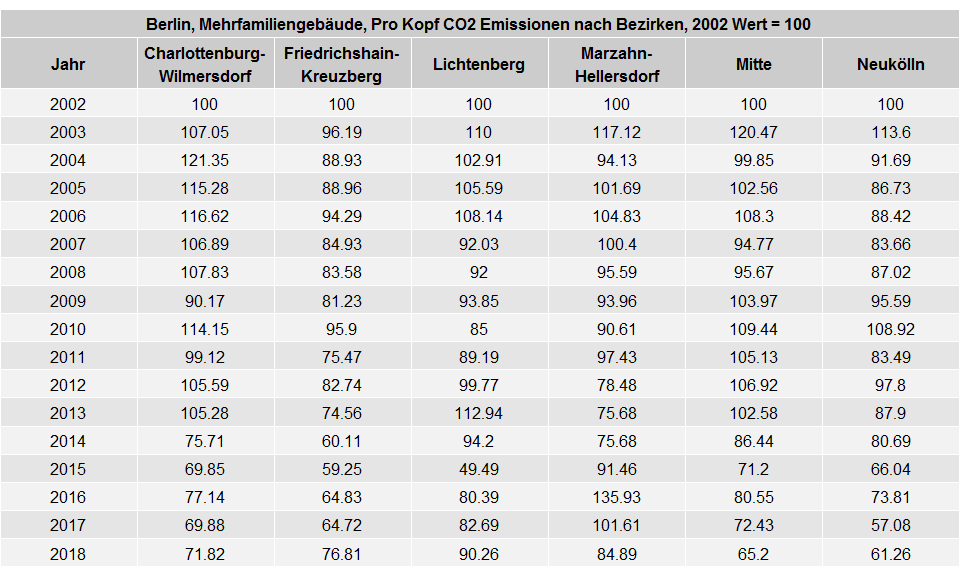 Berlin, Mehrfamiliengebäude, Pro Kopf CO2 Emissionen nach Bezirken, 2002 Wert = 100
Jahr Charlottenburg-Wilmersdorf Friedrichshain-Kreuzberg Lichtenberg Marzahn-Hellersdorf Mitte Neukölln
2002 100 100 100 100 100 100
2003 107.05 96.19 110 117.12 120.47 113.6
2004 121.35 88.93 102.91 94.13 99.85 91.69
2005 115.28 88.96 105.59 101.69 102.56 86.73
2006 116.62 94.29 108.14 104.83 108.3 88.42
2007 106.89 84.93 92.03 100.4 94.77 83.66
2008 107.83 83.58 92 95.59 95.67 87.02
2009 90.17 81.23 93.85 93.96 103.97 95.59
2010 114.15 95.9 85 90.61 109.44 108.92
2011 99.12 75.47 89.19 97.43 105.13 83.49
2012 105.59 82.74 99.77 78.48 106.92 97.8
2013 105.28 74.56 112.94 75.68 102.58 87.9
2014 75.71 60.11 94.2 75.68 86.44 80.69
2015 69.85 59.25 49.49 91.46 71.2 66.04
2016 77.14 64.83 80.39 135.93 80.55 73.81
2017 69.88 64.72 82.69 101.61 72.43 57.08
2018 71.82 76.81 90.26 84.89 65.2 61.26